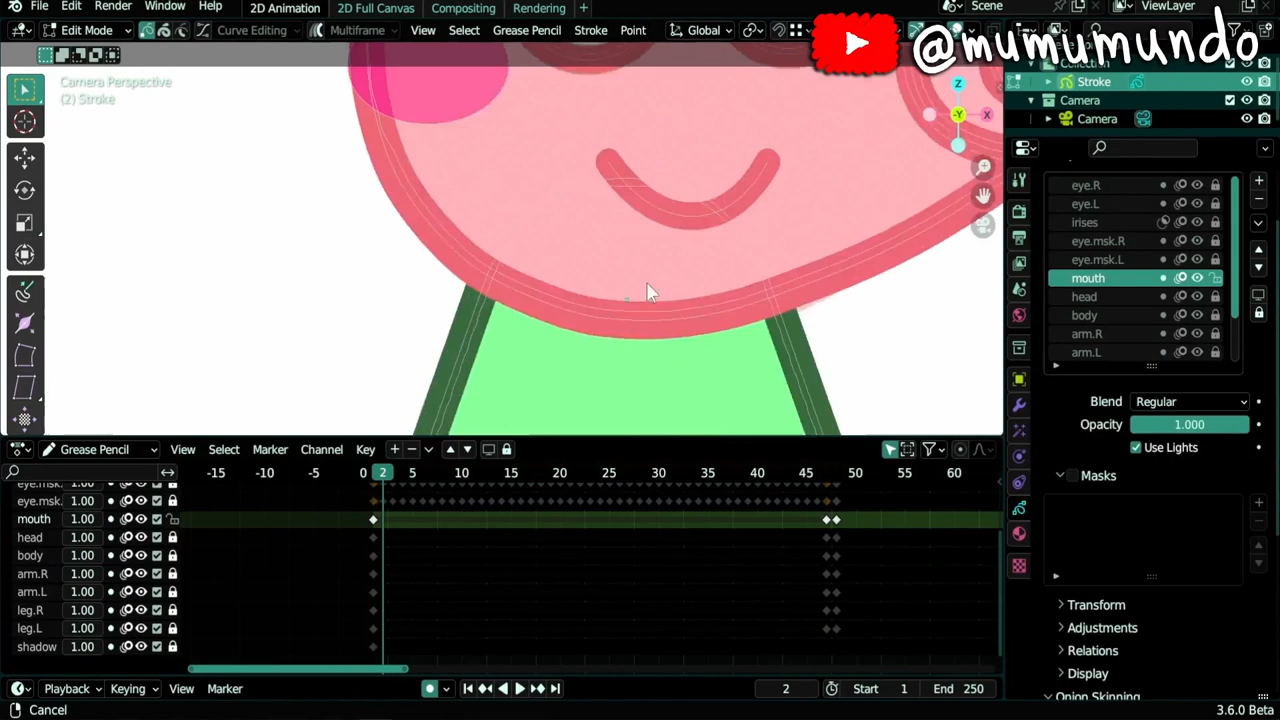 File Edit Render Window Help 2D Animation 2D Full Canvas Compositing Rendering + Scene ViewLayer
Edit Mode Curve Editing Multiframe View Select Grease Pencil Stroke Point Global
@mumumundo
Camera Perspective
(2) Stroke
Z
-Y X
Collection
Stroke
Camera
Camera
eye.R
eye.L
irises
eye.msk.R
eye.msk.L
mouth
head
body
arm.R
arm.L
Blend Regular
Opacity 1.000
Use Lights
Masks
Transform
Adjustments
Relations
Display
Onion Skinning
Grease Pencil View Select Marker Channel Key
-15 -10 -5 0 2 5 10 15 20 25 30 35 40 45 50 55 60
eye.msk. 1.00
mouth 1.00
head 1.00
body 1.00
arm.R 1.00
arm.L 1.00
leg.R 1.00
leg.L 1.00
shadow 1.00
Playback Keying View Marker 2 Start 1 End 250
Cancel 3.6.0 Beta